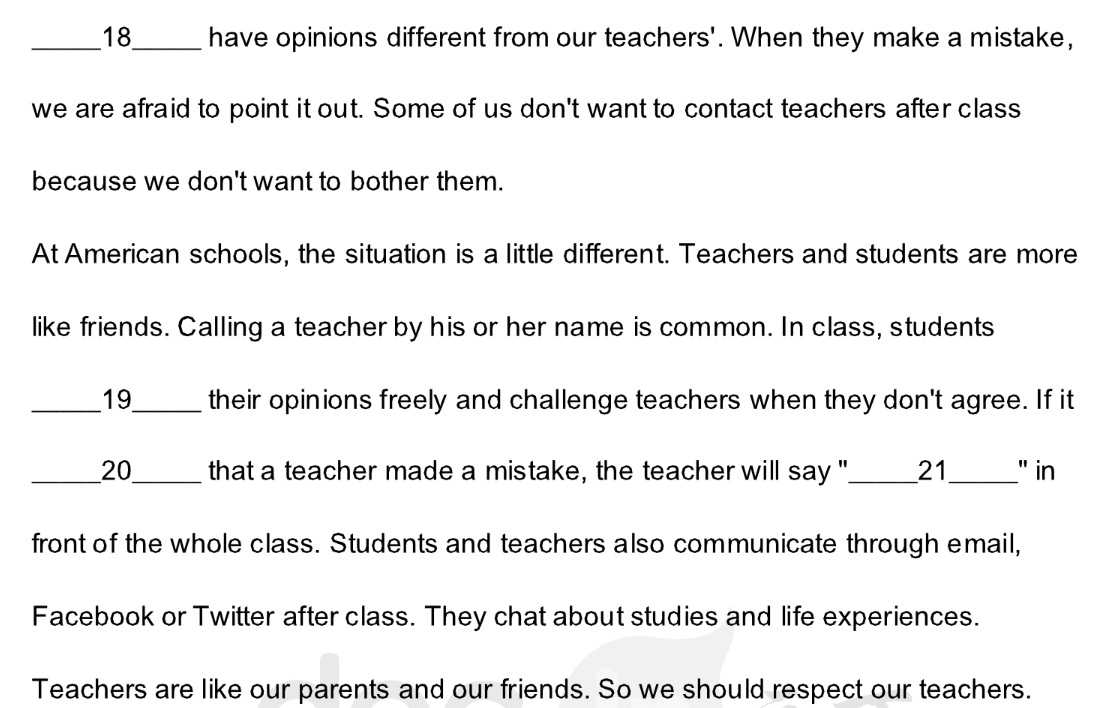 _____18_____ have opinions different from our teachers'. When they make a mistake,
we are afraid to point it out. Some of us don't want to contact teachers after class
because we don't want to bother them.
At American schools, the situation is a little different. Teachers and students are more
like friends. Calling a teacher by his or her name is common. In class, students
_____19_____ their opinions freely and challenge teachers when they don't agree. If it
_____20_____ that a teacher made a mistake, the teacher will say "_____21_____" in
front of the whole class. Students and teachers also communicate through email,
Facebook or Twitter after class. They chat about studies and life experiences.
Teachers are like our parents and our friends. So we should respect our teachers.